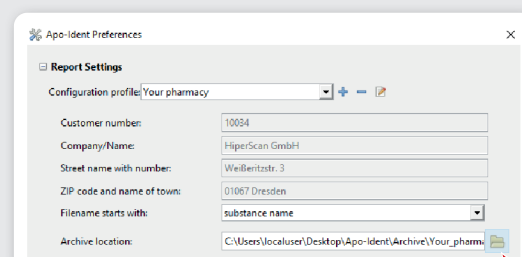 Apo-Ident Preferences
Report Settings
Configuration profile: Your pharmacy
Customer number: 10034
Company/Name: HiperScan GmbH
Street name with number: Weißeritzstr. 3
ZIP code and name of town: 01067 Dresden
Filename starts with: substance name
Archive location: C:\Users\localuser\Desktop\Apo-Ident\Archive\Your_pharma